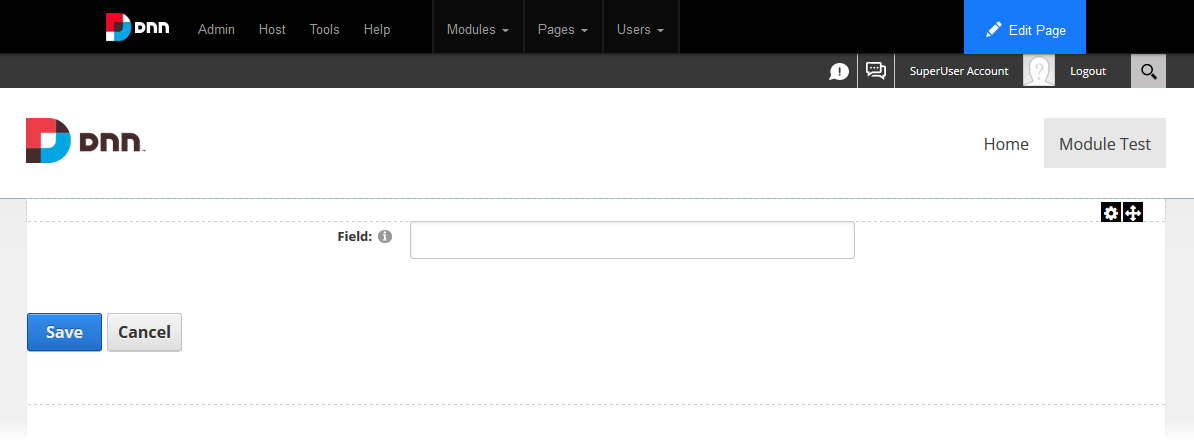 DNN Admin Host Tools Help Modules Pages Users Edit Page
SuperUser Account Logout
DNN Home Module Test
Field:
Save Cancel